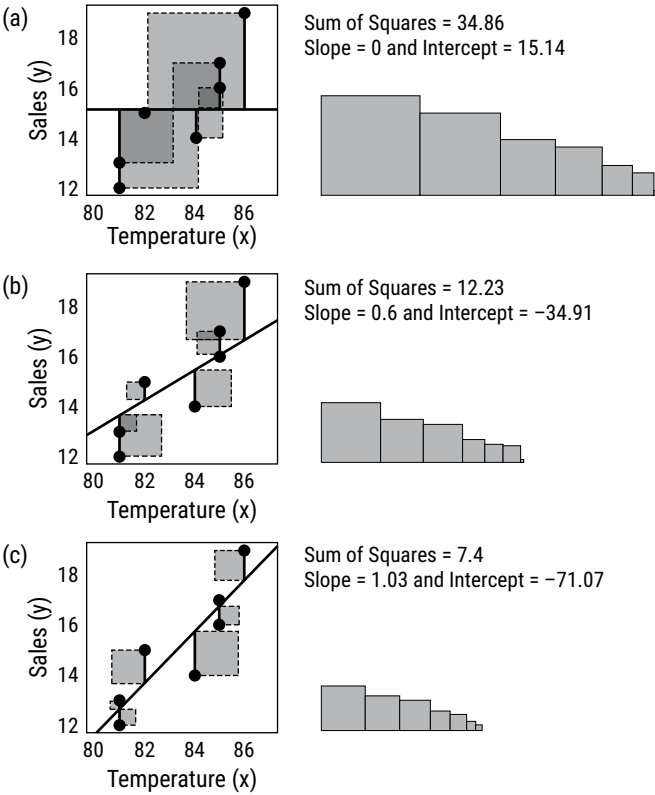 (a)
Sum of Squares = 34.86
Slope = 0 and Intercept = 15.14
Sales (y)
18
16
14
12
80 82 84 86
Temperature (x)
(b)
Sum of Squares = 12.23
Slope = 0.6 and Intercept = −34.91
Sales (y)
18
16
14
12
80 82 84 86
Temperature (x)
(c)
Sum of Squares = 7.4
Slope = 1.03 and Intercept = −71.07
Sales (y)
18
16
14
12
80 82 84 86
Temperature (x)